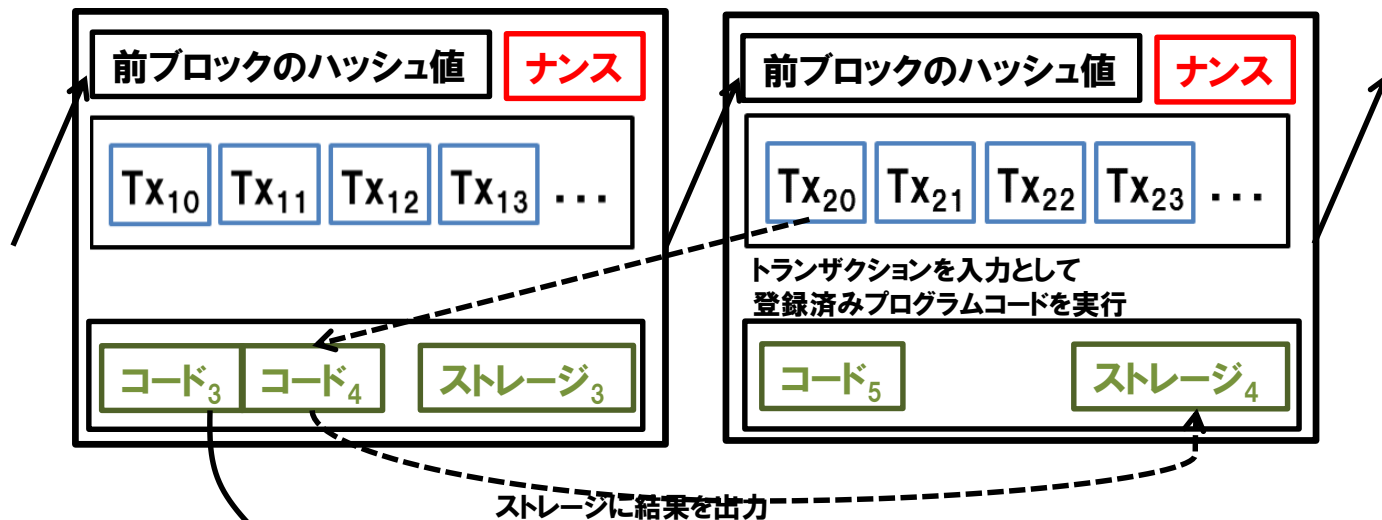 前ブロックのハッシュ値 ナンス
Tx10 Tx11 Tx12 Tx13 ...
コード3 コード4 ストレージ3
前ブロックのハッシュ値 ナンス
Tx20 Tx21 Tx22 Tx23 ...
トランザクションを入力として
登録済みプログラムコードを実行
コード5 ストレージ4
ストレージに結果を出力